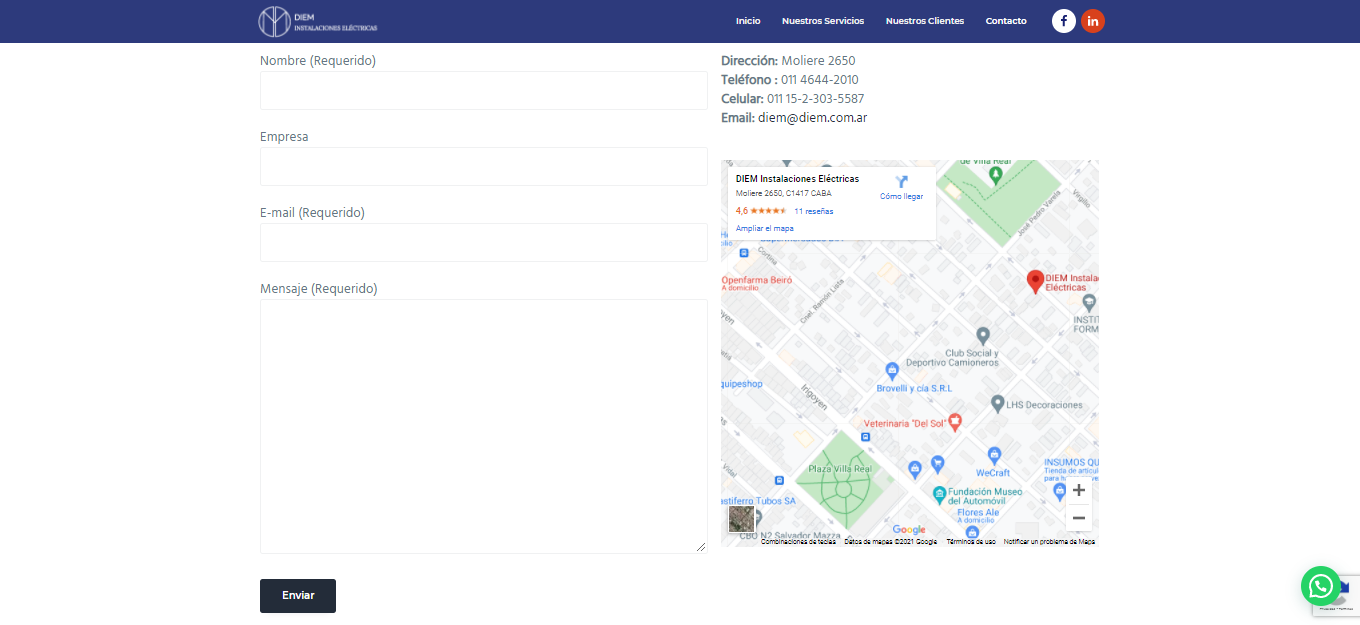 DIEM
INSTALACIONES ELÉCTRICAS
Inicio
Nuestros Servicios
Nuestros Clientes
Contacto
f
in
Nombre (Requerido)
Empresa
E-mail (Requerido)
Mensaje (Requerido)
Enviar
Dirección: Moliere 2650
Teléfono : 011 4644-2010
Celular: 011 15-2-303-5587
Email: diem@diem.com.ar
de Villa Real
DIEM Instalaciones Eléctricas
Moliere 2650, C1417 CABA
Cómo llegar
4,6
11 reseñas
Ampliar el mapa
Virgilio
José Pedro Varela
Cortina
Openfarma Beiró
A domicilio
Cnel. Ramón Lista
DIEM Instala
Eléctricas
INSTIT
FORM
Club Social y
Deportivo Camioneros
quipeshop
Brovelli y cía S.R.L
Irigoyen
LHS Decoraciones
Veterinaria "Del Sol"
Plaza Villa Real
WeCraft
INSUMOS QU
Tienda de artícul
Vidal
astiferro Tubos SA
Fundación Museo
del Automóvil
Flores Ale
A domicilio
CBO N2 Salvador Mazza
Google
Combinaciones de teclas
Datos de mapas ©2021 Google
Términos de uso
Notificar un problema de Maps